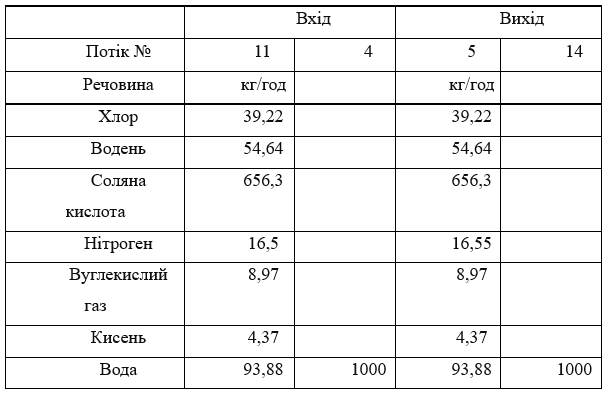 Вхід Вихід
Потік № 11 4 5 14
Речовина кг/год кг/год
Хлор 39,22 39,22
Водень 54,64 54,64
Соляна 656,3 656,3
кислота
Нітроген 16,5 16,55
Вуглекислий 8,97 8,97
газ
Кисень 4,37 4,37
Вода 93,88 1000 93,88 1000